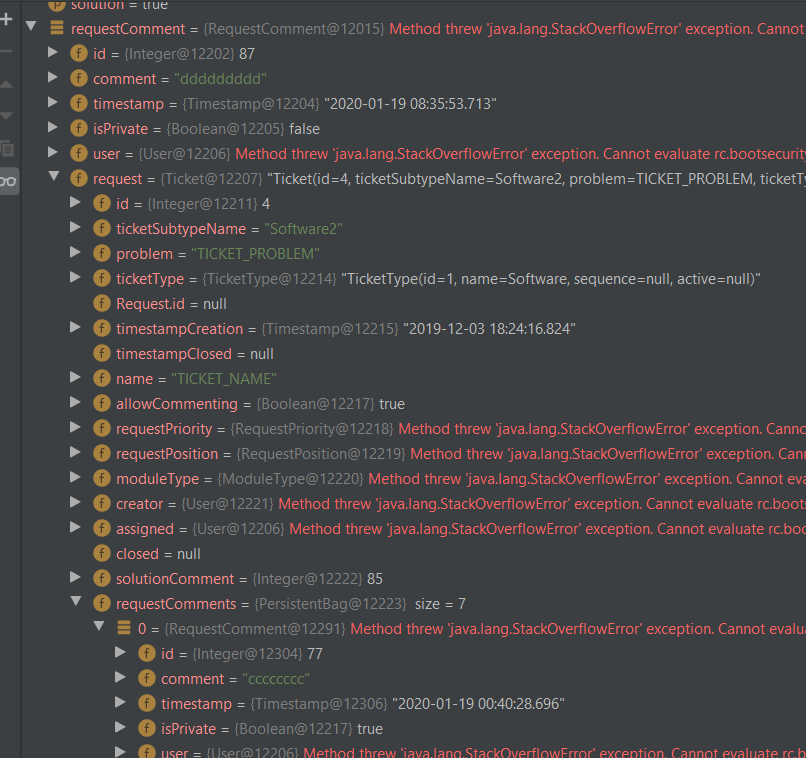 p solution = true
requestComment = {RequestComment@12015} Method threw 'java.lang.StackOverflowError' exception. Cannot
f id = {Integer@12202} 87
f comment = "ddddddddd"
f timestamp = {Timestamp@12204} "2020-01-19 08:35:53.713"
f isPrivate = {Boolean@12205} false
f user = {User@12206} Method threw 'java.lang.StackOverflowError' exception. Cannot evaluate rc.bootsecurity
f request = {Ticket@12207} "Ticket(id=4, ticketSubtypeName=Software2, problem=TICKET_PROBLEM, ticketTy
f id = {Integer@12211} 4
f ticketSubtypeName = "Software2"
f problem = "TICKET_PROBLEM"
f ticketType = {TicketType@12214} "TicketType(id=1, name=Software, sequence=null, active=null)"
f Request.id = null
f timestampCreation = {Timestamp@12215} "2019-12-03 18:24:16.824"
f timestampClosed = null
f name = "TICKET_NAME"
f allowCommenting = {Boolean@12217} true
f requestPriority = {RequestPriority@12218} Method threw 'java.lang.StackOverflowError' exception. Canno
f requestPosition = {RequestPosition@12219} Method threw 'java.lang.StackOverflowError' exception. Can
f moduleType = {ModuleType@12220} Method threw 'java.lang.StackOverflowError' exception. Cannot eva
f creator = {User@12221} Method threw 'java.lang.StackOverflowError' exception. Cannot evaluate rc.boots
f assigned = {User@12206} Method threw 'java.lang.StackOverflowError' exception. Cannot evaluate rc.boo
f closed = null
f solutionComment = {Integer@12222} 85
f requestComments = {PersistentBag@12223} size = 7
0 = {RequestComment@12291} Method threw 'java.lang.StackOverflowError' exception. Cannot evalua
f id = {Integer@12304} 77
f comment = "cccccccc"
f timestamp = {Timestamp@12306} "2020-01-19 00:40:28.696"
f isPrivate = {Boolean@12217} true
f user = {User@12206} Method threw 'java.lang.StackOverflowError' exception. Cannot evaluate rc.b